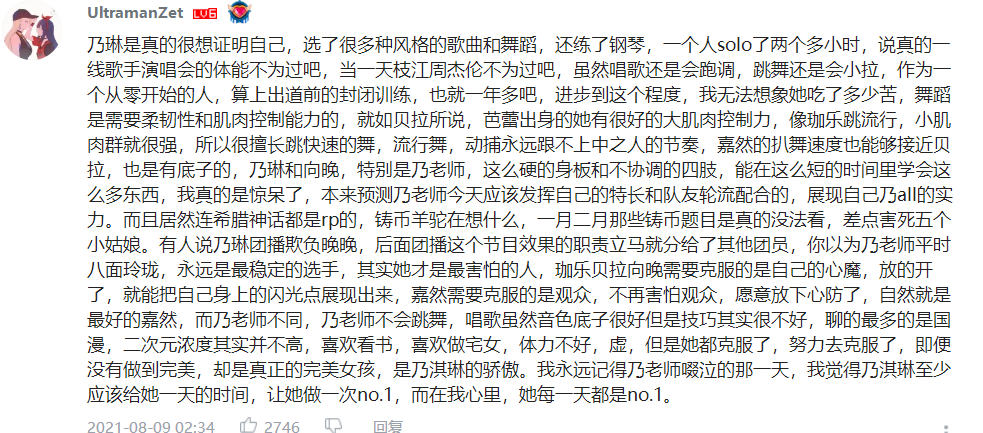 UltramanZet LV6
乃琳是真的很想证明自己，选了很多种风格的歌曲和舞蹈，还练了钢琴，一个人solo了两个多小时，说真的一
线歌手演唱会的体能不为过吧，当一天枝江周杰伦不为过吧，虽然唱歌还是会跑调，跳舞还是会小拉，作为一
个从零开始的人，算上出道前的封闭训练，也就一年多吧，进步到这个程度，我无法想象她吃了多少苦，舞蹈
是需要柔韧性和肌肉控制能力的，就如贝拉所说，芭蕾出身的她有很好的大肌肉控制力，像珈乐跳流行，小肌
肉群就很强，所以很擅长跳快速的舞，流行舞，动捕永远跟不上中之人的节奏，嘉然的扒舞速度也能够接近贝
拉，也是有底子的，乃琳和向晚，特别是乃老师，这么硬的身板和不协调的四肢，能在这么短的时间里学会这
么多东西，我真的是惊呆了，本来预测乃老师今天应该发挥自己的特长和队友轮流配合的，展现自己乃all的实
力。而且居然连希腊神话都是rp的，铸币羊驼在想什么，一月二月那些铸币题目是真的没法看，差点害死五个
小姑娘。有人说乃琳团播欺负晚晚，后面团播这个节目效果的职责立马就分给了其他团员，你以为乃老师平时
八面玲珑，永远是最稳定的选手，其实她才是最害怕的人，珈乐贝拉向晚需要克服的是自己的心魔，放的开
了，就能把自己身上的闪光点展现出来，嘉然需要克服的是观众，不再害怕观众，愿意放下心防了，自然就是
最好的嘉然，而乃老师不同，乃老师不会跳舞，唱歌虽然音色底子很好但是技巧其实很不好，聊的最多的是国
漫，二次元浓度其实并不高，喜欢看书，喜欢做宅女，体力不好，虚，但是她都克服了，努力去克服了，即便
没有做到完美，却是真正的完美女孩，是乃淇琳的骄傲。我永远记得乃老师啜泣的那一天，我觉得乃淇琳至少
应该给她一天的时间，让她做一次no.1，而在我心里，她每一天都是no.1。
2021-08-09 02:34 2746 回复